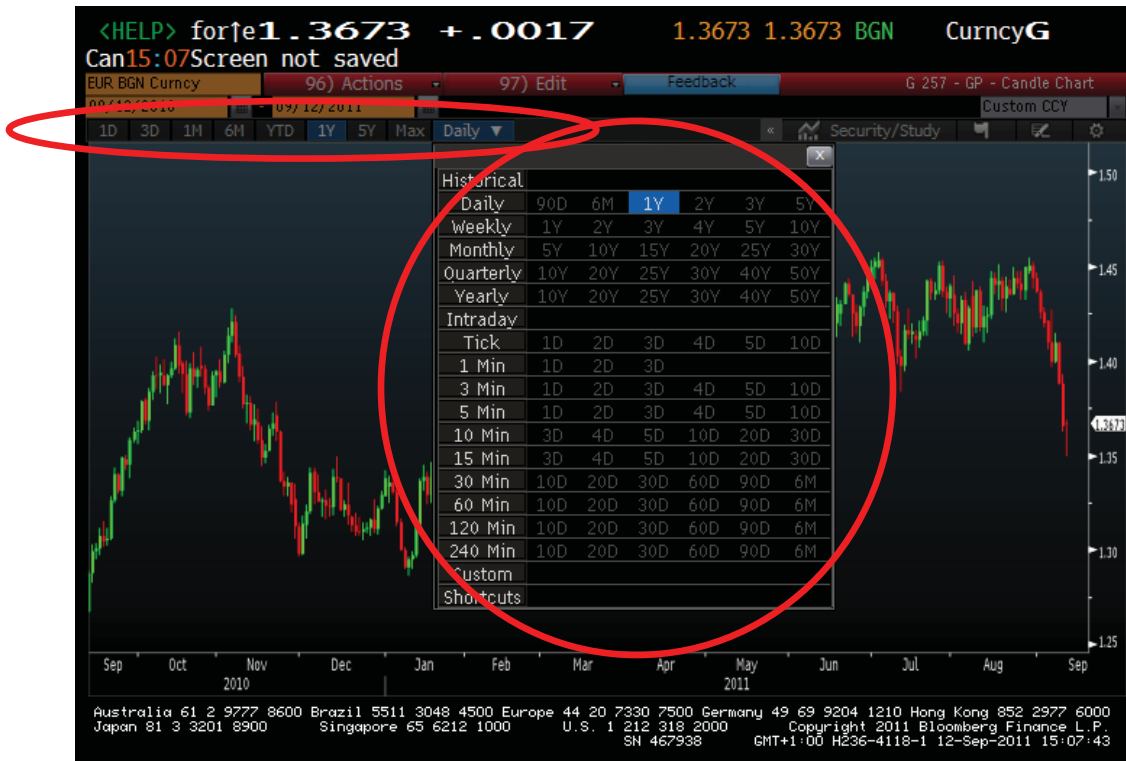 <HELP> for↑e1.3673 +.0017 1.3673 1.3673 BGN CurncyG
Can15:07Screen not saved
EUR BGN Curncy 96) Actions 97) Edit Feedback G 257 - GP - Candle Chart
09/12/2010 - 09/12/2011 Custom CCY
1D 3D 1M 6M YTD 1Y 5Y Max Daily ▼ « Security/Study
x
Historical
Daily 90D 6M 1Y 2Y 3Y 5Y
Weekly 1Y 2Y 3Y 4Y 5Y 10Y
Monthly 5Y 10Y 15Y 20Y 25Y 30Y
Quarterly 10Y 20Y 25Y 30Y 40Y 50Y
Yearly 10Y 20Y 25Y 30Y 40Y 50Y
Intraday
Tick 1D 2D 3D 4D 5D 10D
1 Min 1D 2D 3D
3 Min 1D 2D 3D 4D 5D 10D
5 Min 1D 2D 3D 4D 5D 10D
10 Min 3D 4D 5D 10D 20D 30D
15 Min 3D 4D 5D 10D 20D 30D
30 Min 10D 20D 30D 60D 90D 6M
60 Min 10D 20D 30D 60D 90D 6M
120 Min 10D 20D 30D 60D 90D 6M
240 Min 10D 20D 30D 60D 90D 6M
Custom
Shortcuts
1.50
1.45
1.40
1.3673
1.35
1.30
1.25
Sep Oct Nov Dec Jan Feb Mar Apr May Jun Jul Aug Sep
2010 2011
Australia 61 2 9777 8600 Brazil 5511 3048 4500 Europe 44 20 7330 7500 Germany 49 69 9204 1210 Hong Kong 852 2977 6000
Japan 81 3 3201 8900 Singapore 65 6212 1000 U.S. 1 212 318 2000 Copyright 2011 Bloomberg Finance L.P.
SN 467938 GMT+1:00 H236-4118-1 12-Sep-2011 15:07:43